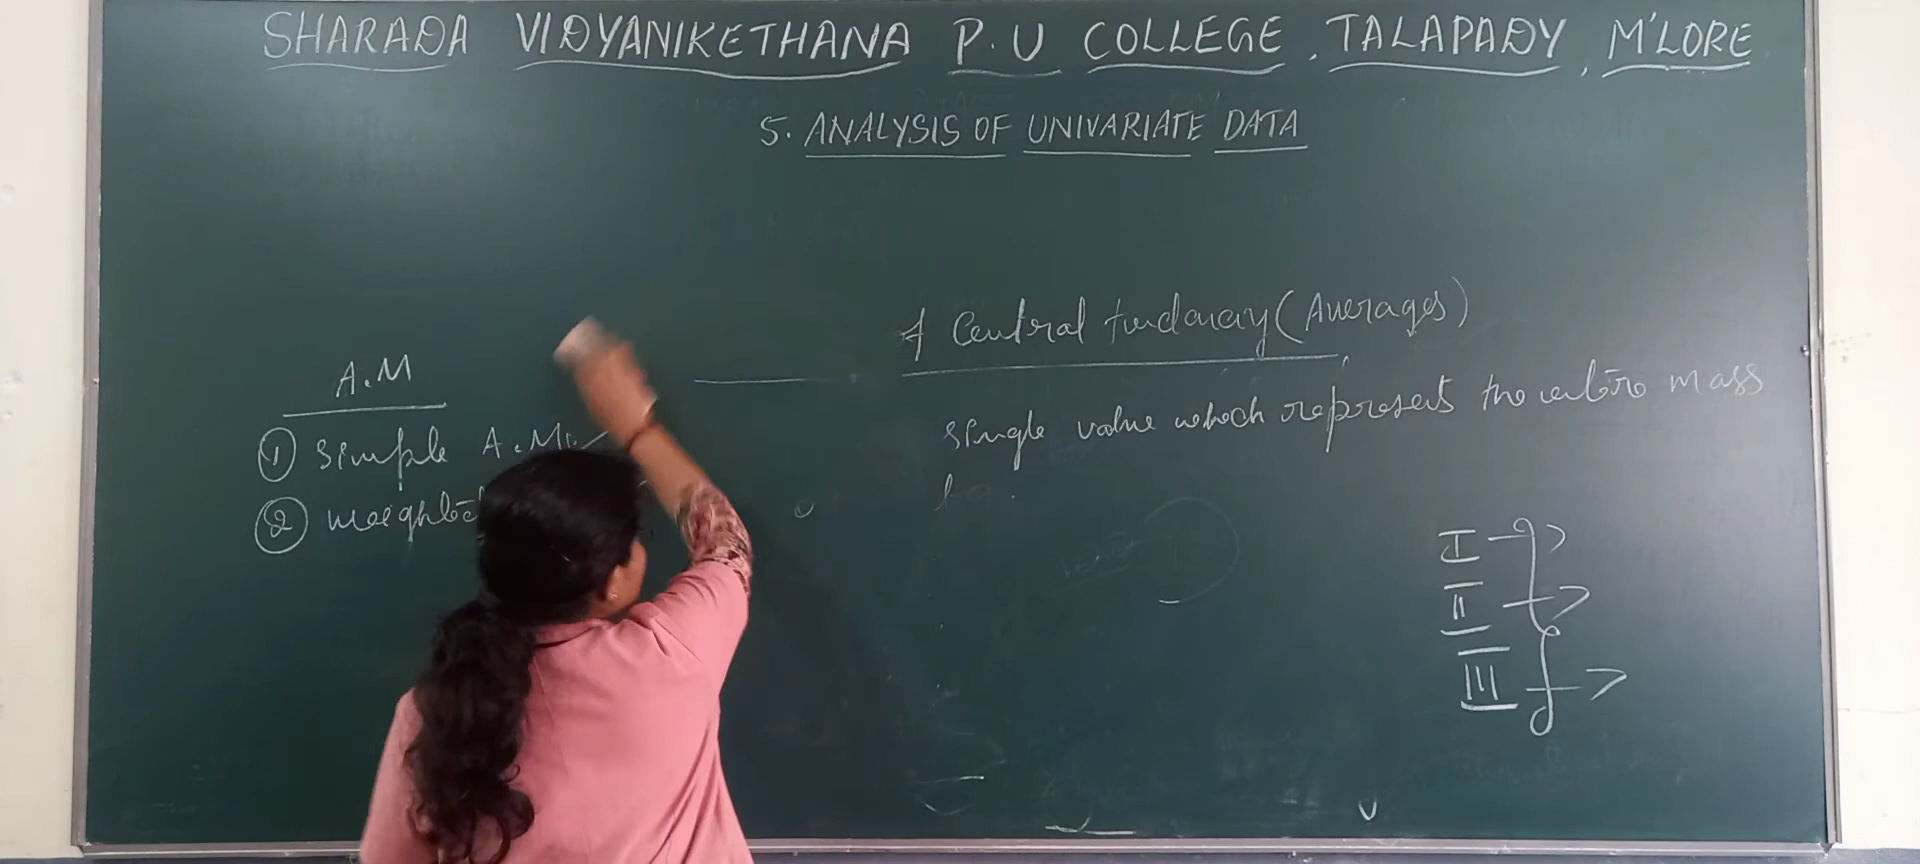 SHARADA VIDYANIKETHANA P.U COLLEGE, TALAPADY, M'LORE
5. ANALYSIS OF UNIVARIATE DATA
f Central tendancy (Averages)
Single value which represents the entire mass
A.M
① Simple A.M
② weighted
I
II
III